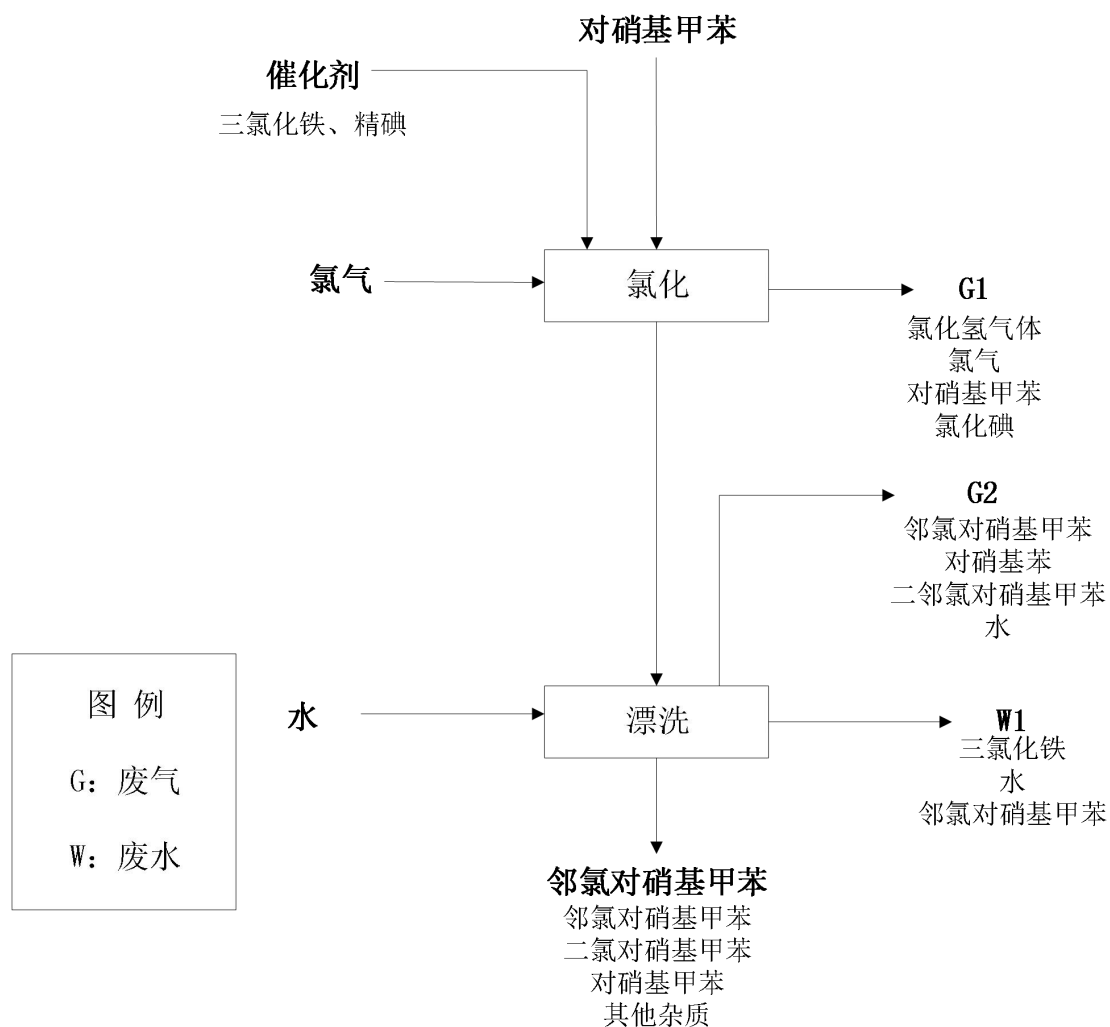 对硝基甲苯
催化剂
三氯化铁、精碘
氯气
氯化
G1
氯化氢气体
氯气
对硝基甲苯
氯化碘
G2
邻氯对硝基甲苯
对硝基苯
二邻氯对硝基甲苯
水
图 例
G：废气
W：废水
水
漂洗
W1
三氯化铁
水
邻氯对硝基甲苯
邻氯对硝基甲苯
邻氯对硝基甲苯
二氯对硝基甲苯
对硝基甲苯
其他杂质